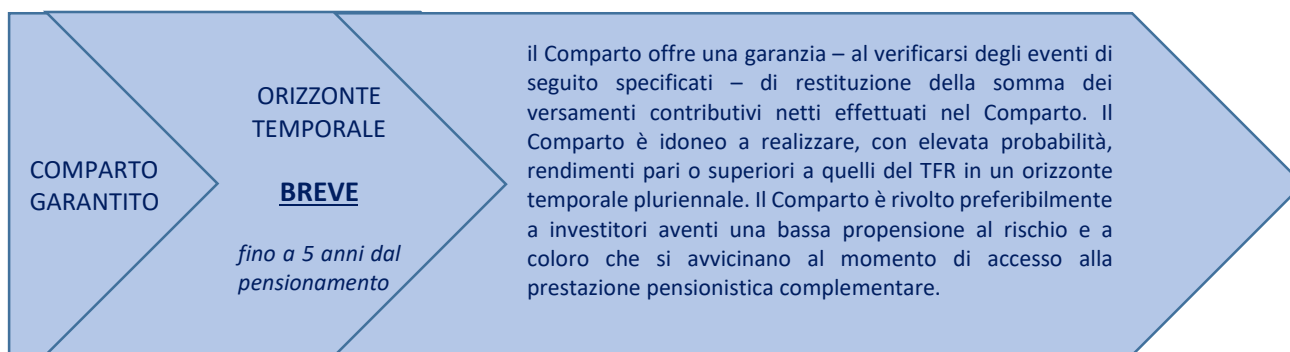 COMPARTO
GARANTITO
ORIZZONTE
TEMPORALE
BREVE
fino a 5 anni dal
pensionamento
il Comparto offre una garanzia – al verificarsi degli eventi di
seguito specificati – di restituzione della somma dei
versamenti contributivi netti effettuati nel Comparto. Il
Comparto è idoneo a realizzare, con elevata probabilità,
rendimenti pari o superiori a quelli del TFR in un orizzonte
temporale pluriennale. Il Comparto è rivolto preferibilmente
a investitori aventi una bassa propensione al rischio e a
coloro che si avvicinano al momento di accesso alla
prestazione pensionistica complementare.